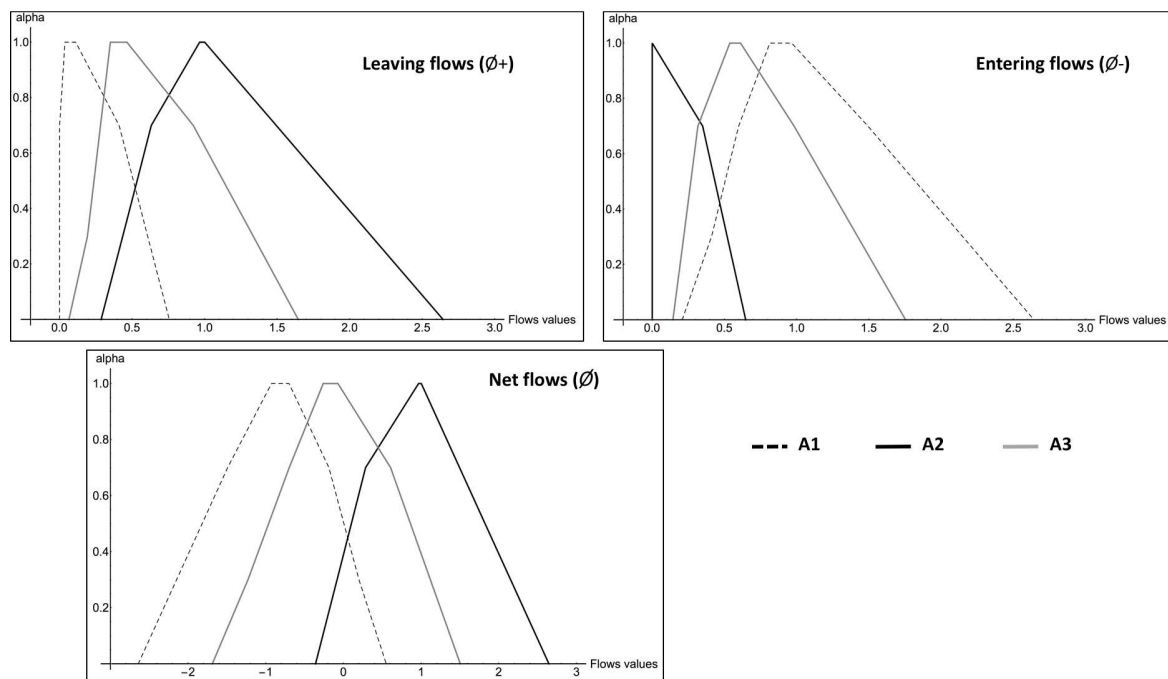 alpha
Leaving flows (Ø+)
1.0
0.8
0.6
0.4
0.2
0.0 0.5 1.0 1.5 2.0 2.5 3.0 Flows values
alpha
Entering flows (Ø-)
1.0
0.8
0.6
0.4
0.2
0.0 0.5 1.0 1.5 2.0 2.5 3.0 Flows values
alpha
Net flows (Ø)
1.0
0.8
0.6
0.4
0.2
−2 −1 0 1 2 3 Flows values
A1 A2 A3